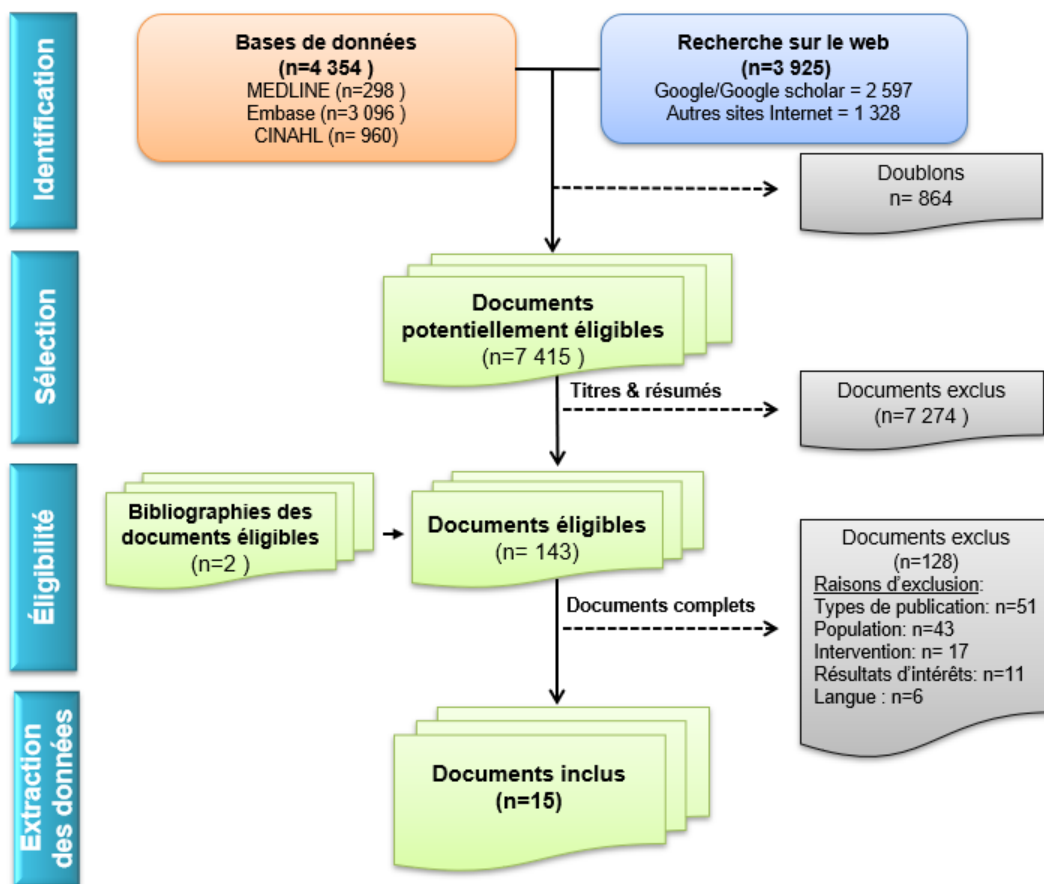 Identification
Bases de données
(n=4 354 )
MEDLINE (n=298 )
Embase (n=3 096 )
CINAHL (n= 960)
Recherche sur le web
(n=3 925)
Google/Google scholar = 2 597
Autres sites Internet = 1 328
Doublons
n= 864
Sélection
Documents
potentiellement éligibles
(n=7 415 )
Titres & résumés
Documents exclus
(n=7 274 )
Éligibilité
Bibliographies des
documents éligibles
(n=2 )
Documents éligibles
(n= 143)
Documents complets
Documents exclus
(n=128)
Raisons d'exclusion:
Types de publication: n=51
Population: n=43
Intervention: n= 17
Résultats d'intérêts: n=11
Langue : n=6
Extraction
des données
Documents inclus
(n=15)